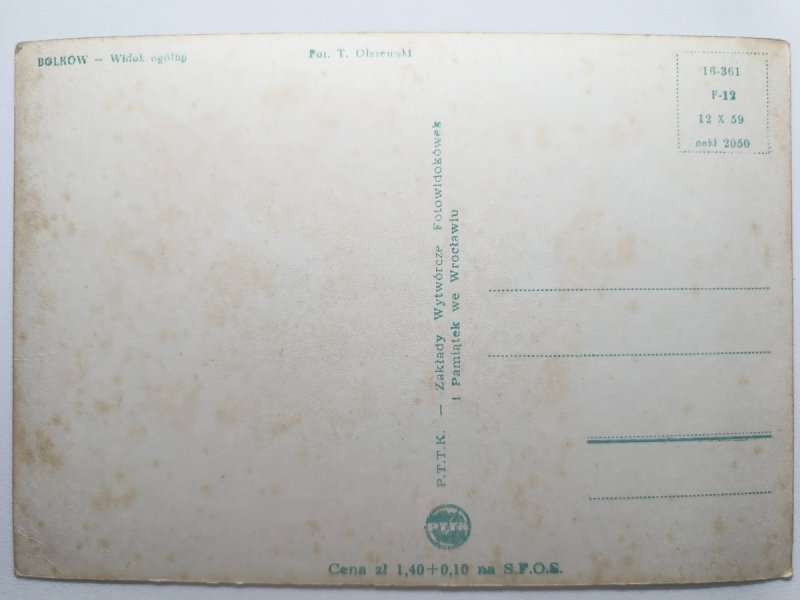 BOLKÓW — Widok ogólny
Fot. T. Olszewski
16-361
F-12
12 X 59
nakł 2050
P.T.T.K. — Zakłady Wytwórcze Fotowidokówek
i Pamiątek we Wrocławiu
PTTK
Cena zł 1,40+0,10 na S.F.O.S.